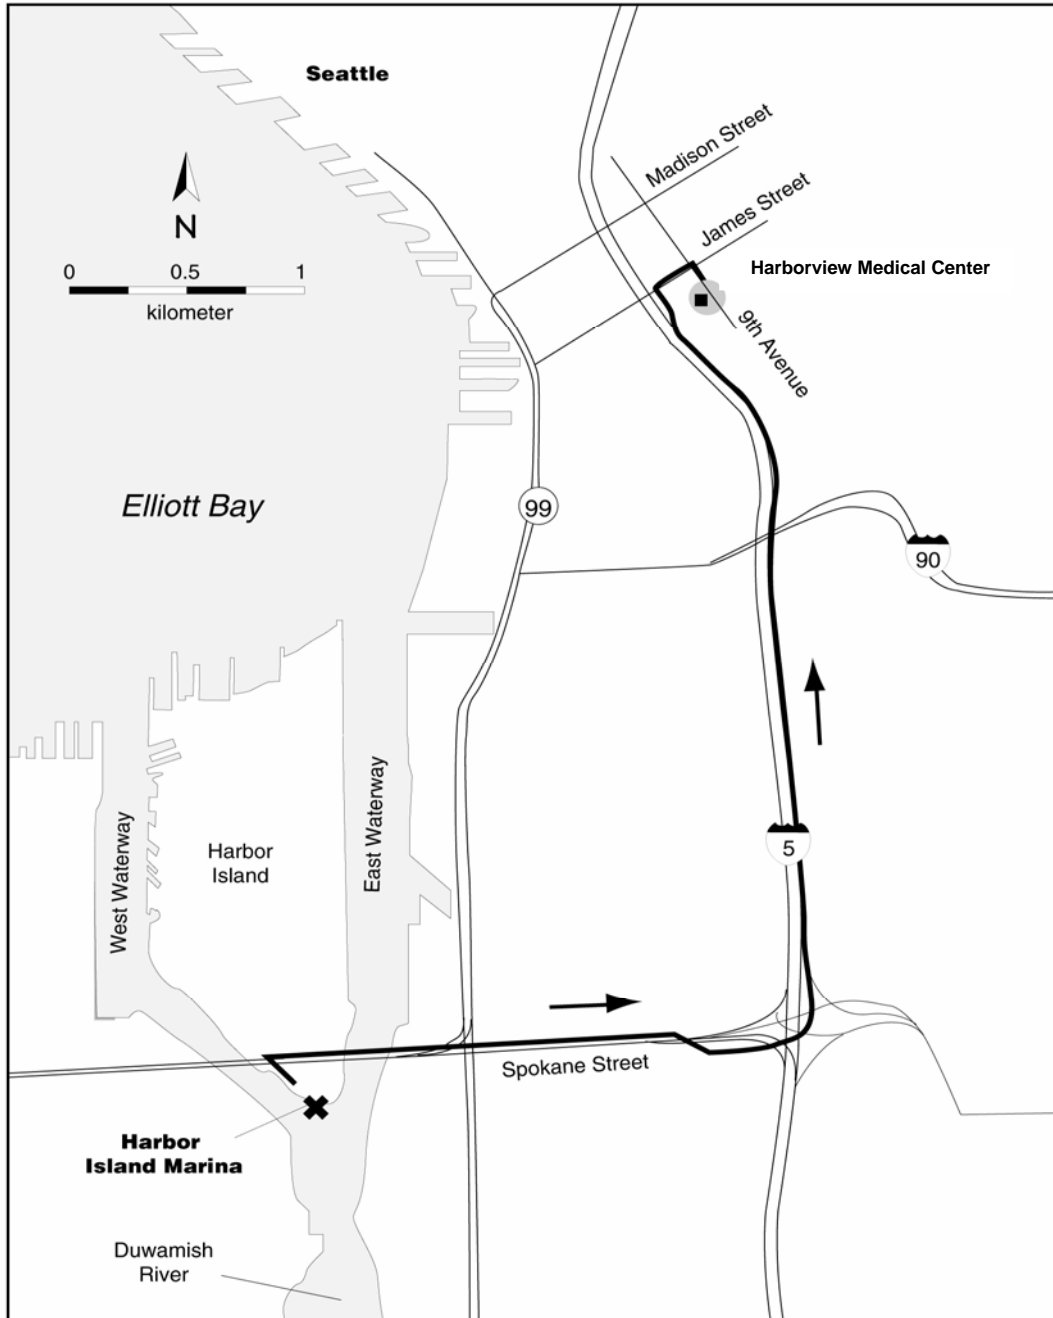 Seattle
Madison Street
James Street
N
0 0.5 1
kilometer
Harborview Medical Center
9th Avenue
Elliott Bay
99
90
5
West Waterway
Harbor
Island
East Waterway
Spokane Street
Harbor
Island Marina
Duwamish
River